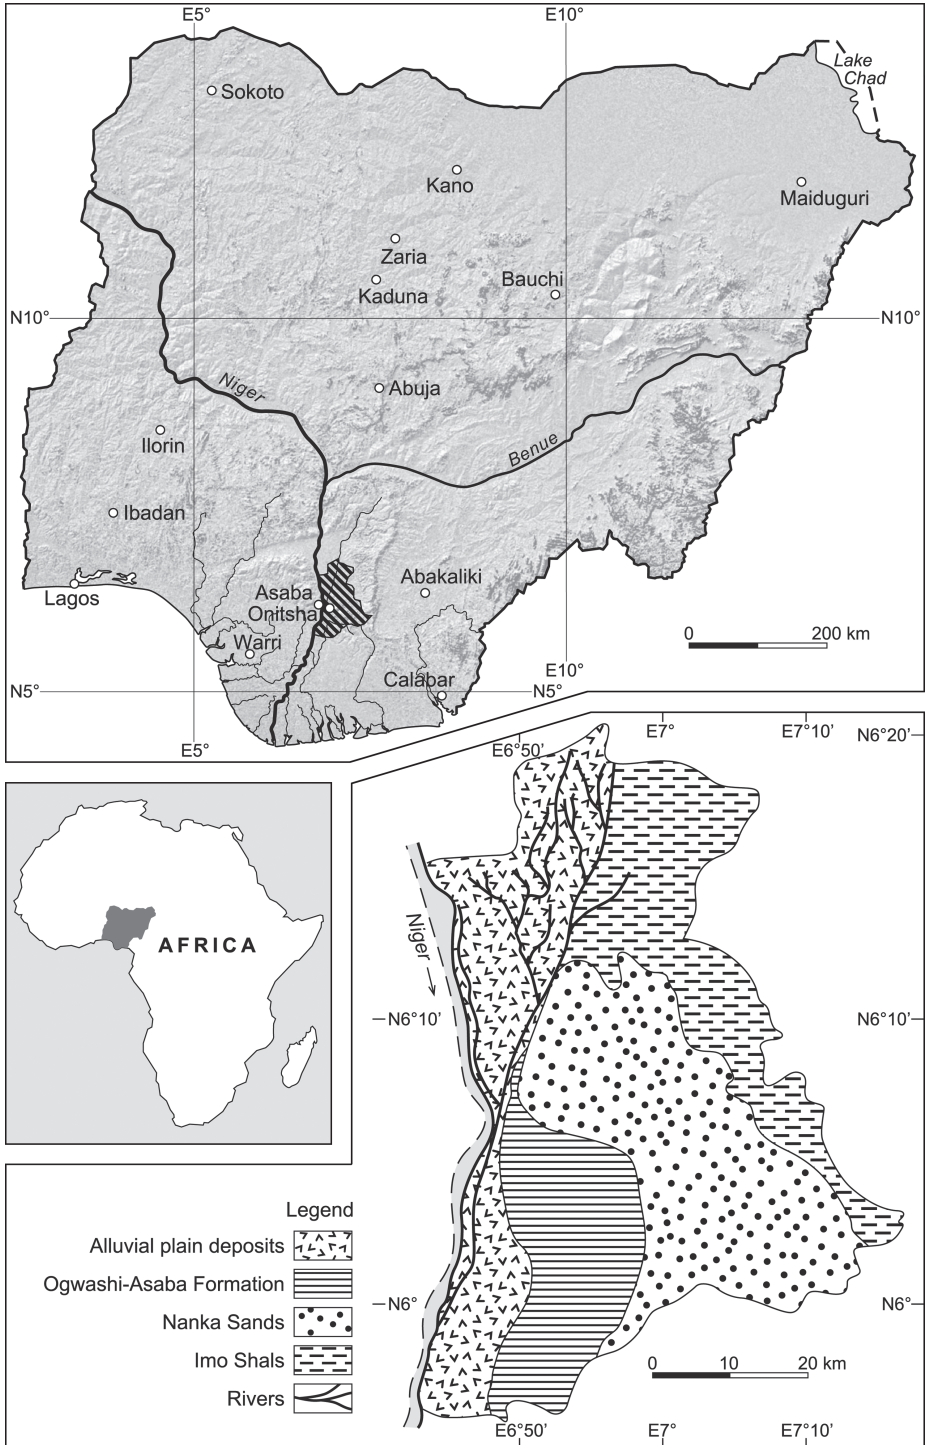 E5°
E10°
Lake
Chad
Sokoto
Kano
Maiduguri
Zaria
Bauchi
Kaduna
N10°
N10°
Niger
Abuja
Benue
Ilorin
Ibadan
Asaba
Abakaliki
Onitsha
Lagos
Warri
0 200 km
E10°
Calabar
N5°
N5°
E5°
E6°50'
E7°
E7°10'
N6°20'
AFRICA
Niger
N6°10'
N6°10'
Legend
Alluvial plain deposits
Ogwashi-Asaba Formation
Nanka Sands
Imo Shals
Rivers
N6°
N6°
0 10 20 km
E6°50'
E7°
E7°10'